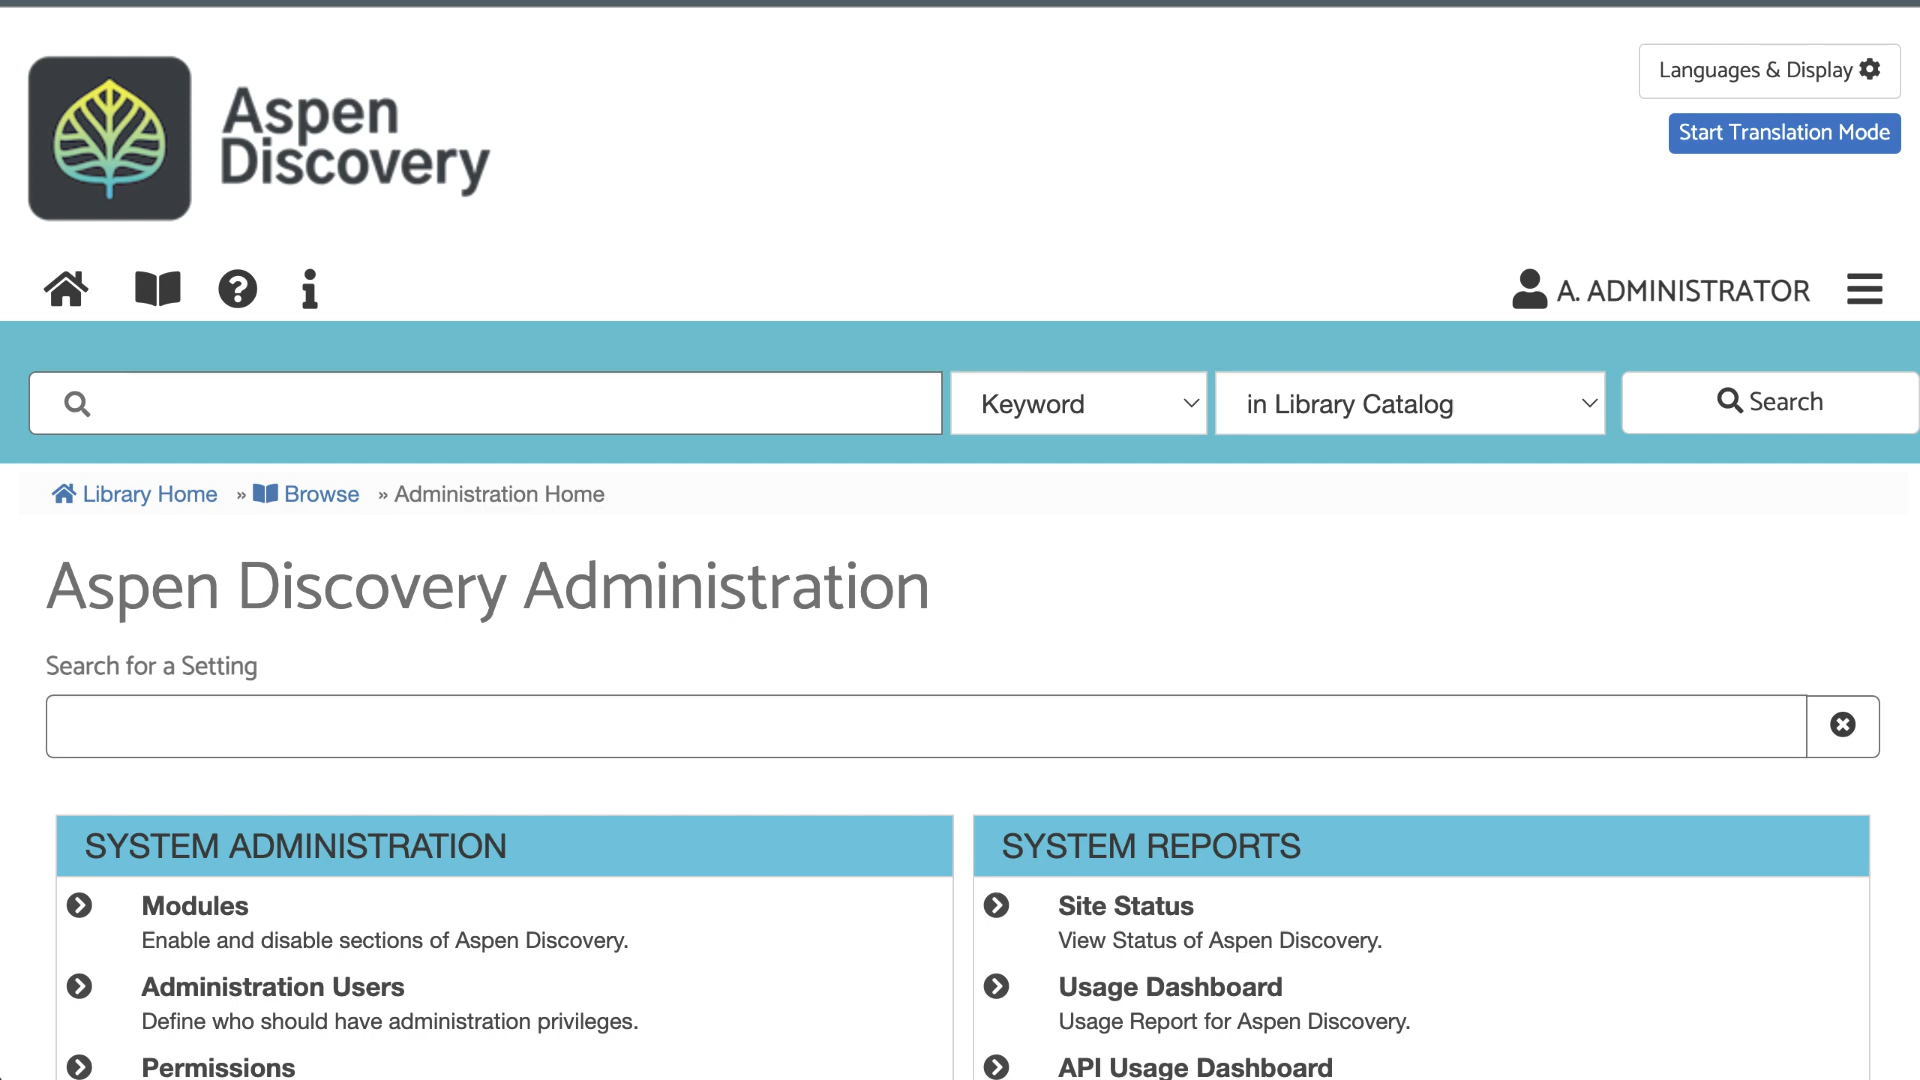 Aspen
Discovery
Languages & Display
Start Translation Mode
A. ADMINISTRATOR
Keyword
in Library Catalog
Search
Library Home » Browse » Administration Home
Aspen Discovery Administration
Search for a Setting
SYSTEM ADMINISTRATION
Modules
Enable and disable sections of Aspen Discovery.
Administration Users
Define who should have administration privileges.
Permissions
SYSTEM REPORTS
Site Status
View Status of Aspen Discovery.
Usage Dashboard
Usage Report for Aspen Discovery.
API Usage Dashboard